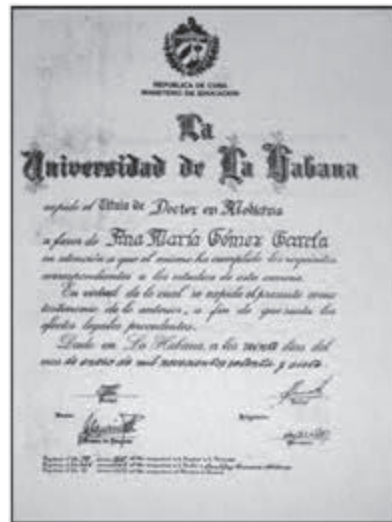 REPUBLICA DE CUBA
MINISTERIO DE EDUCACION
La
Universidad de La Habana
expide el Título de Doctor en Medicina
a favor de Ana María Gómez García
en atención a que el mismo ha cumplido los requisitos
correspondientes a los estudios de esta carrera.
En virtud de lo cual se expide el presente como
testimonio de lo anterior, a fin de que surta los
efectos legales procedentes.
Dado en La Habana, a los veinte días del
mes de enero de mil novecientos setenta y siete